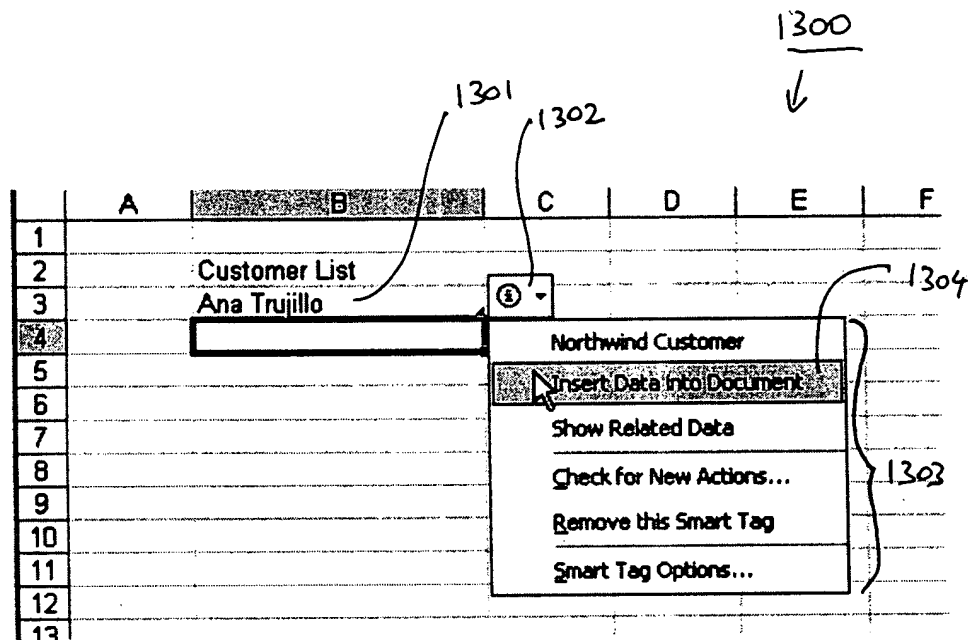 1300
1301
1302
A B C D E F
1
2 Customer List
3 Ana Trujillo
1304
4 Northwind Customer
5 Insert Data into Document
6
7 Show Related Data
8 Check for New Actions...
1303
9
10 Remove this Smart Tag
11 Smart Tag Options...
12
13